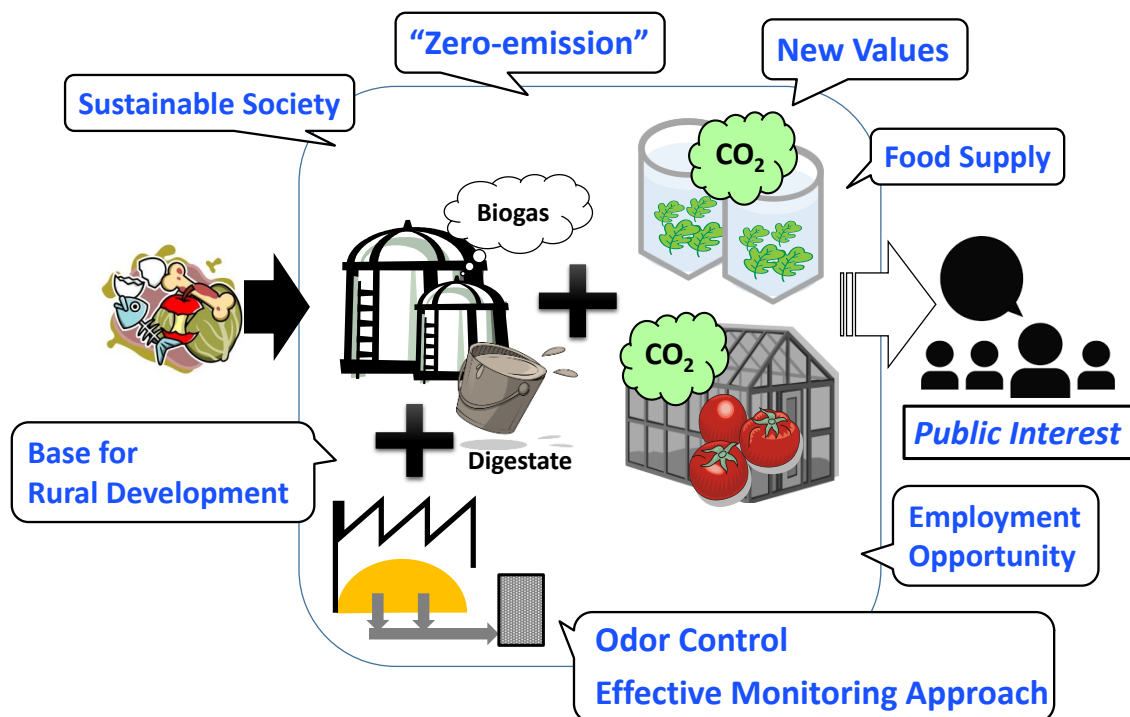 “Zero-emission”
New Values
Sustainable Society
Food Supply
CO₂
Biogas
CO₂
Digestate
Public Interest
Base for
Rural Development
Employment
Opportunity
Odor Control
Effective Monitoring Approach